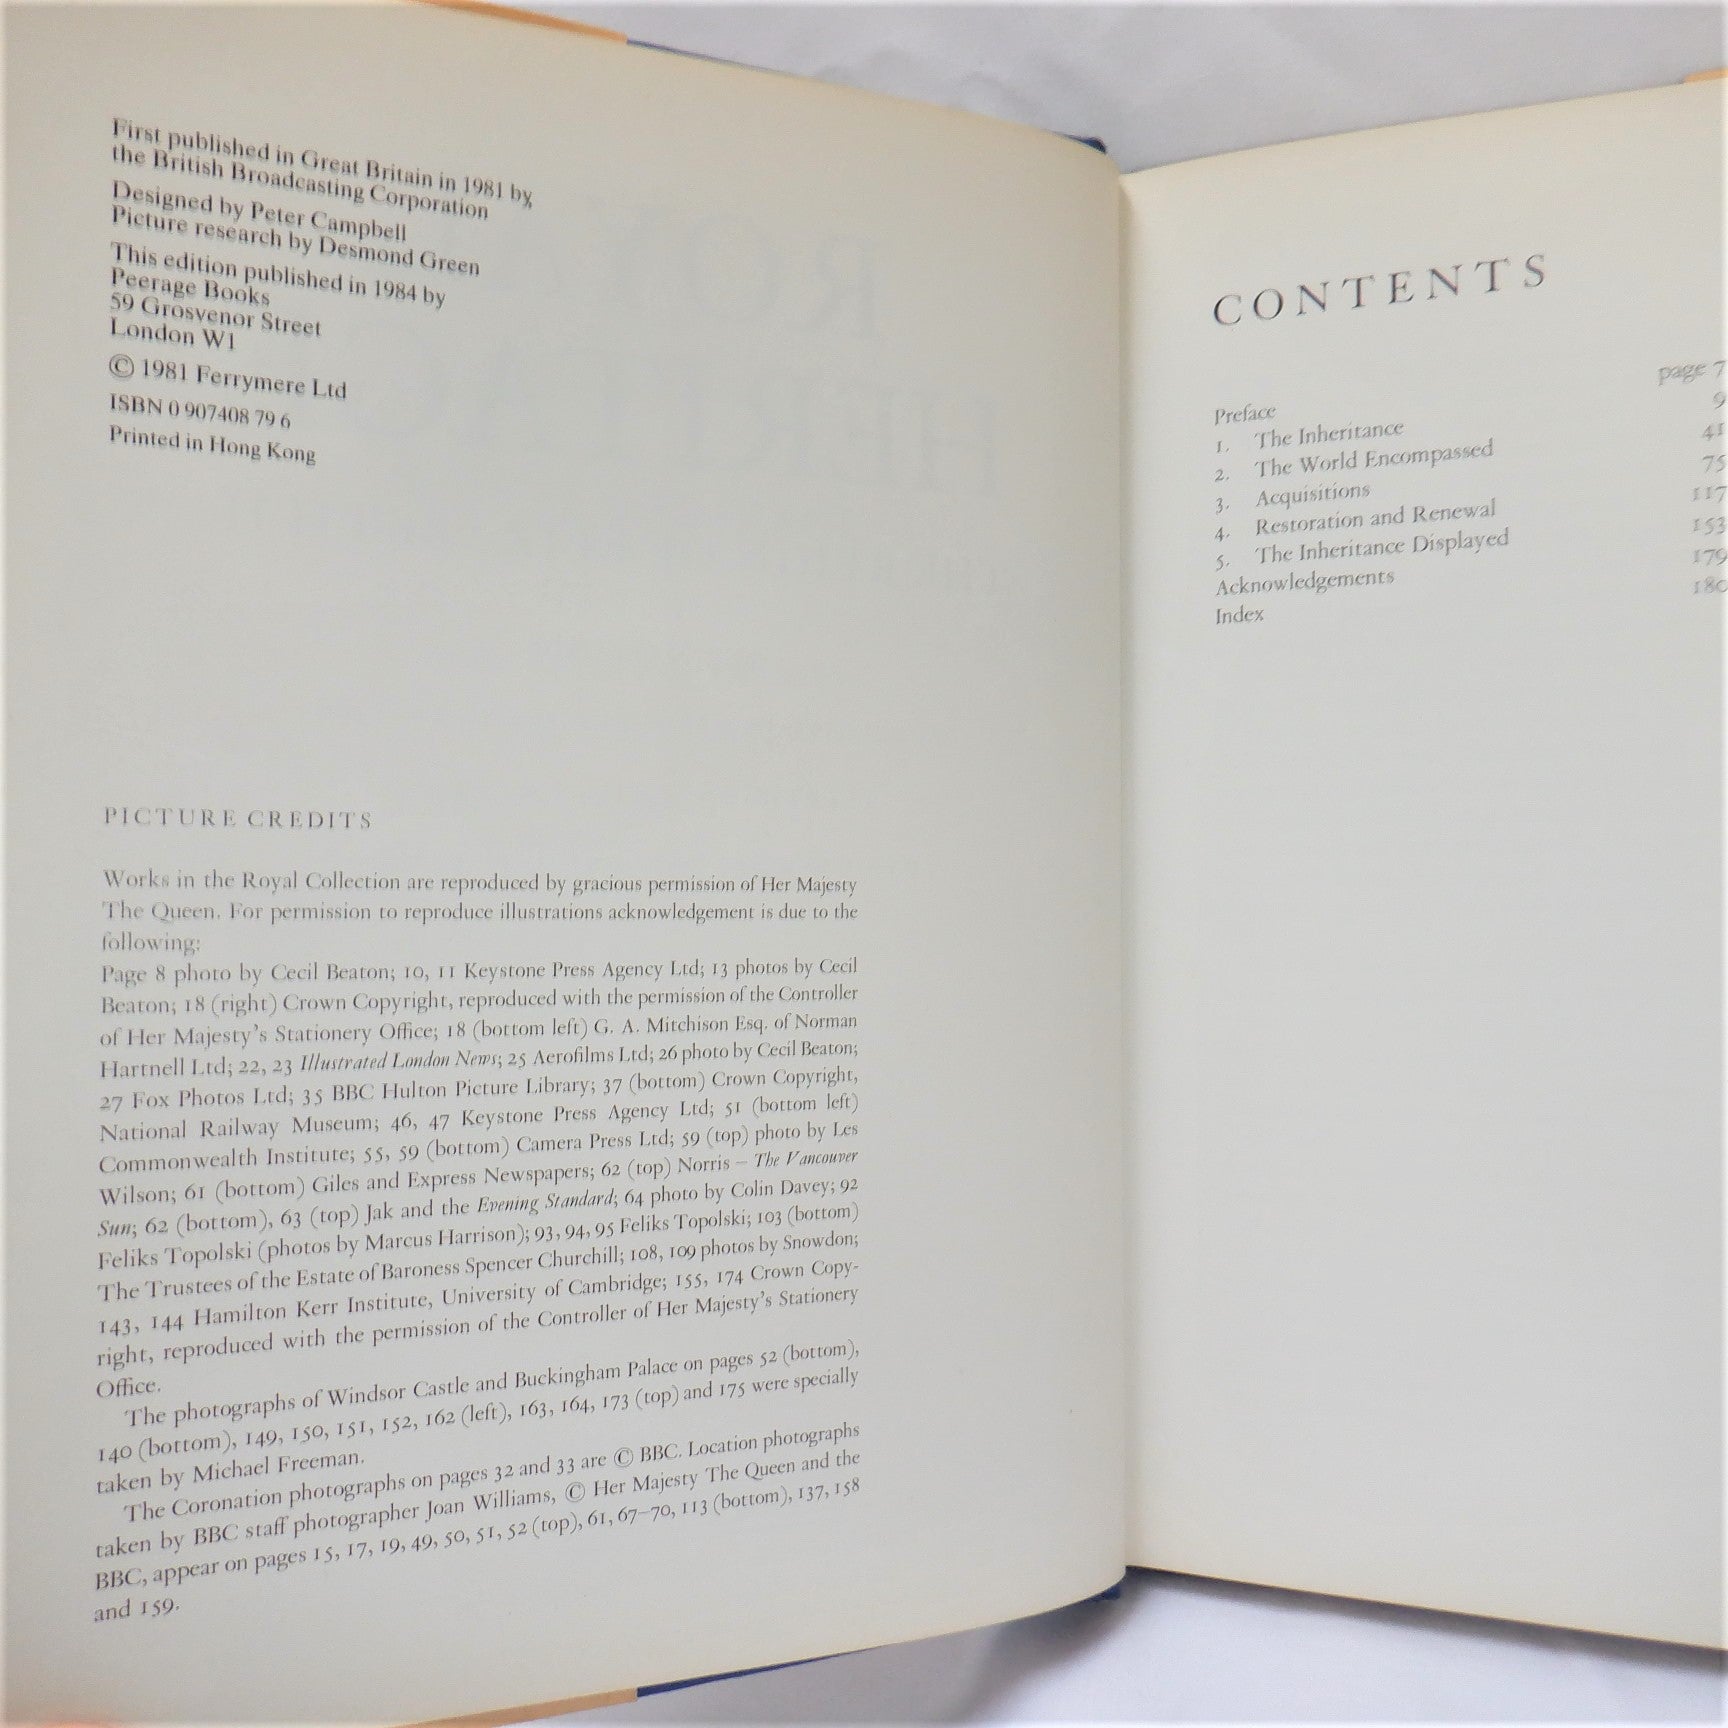 First published in Great Britain in 1981 by
the British Broadcasting Corporation
Designed by Peter Campbell
Picture research by Desmond Green
This edition published in 1984 by
Peerage Books
59 Grosvenor Street
London W1
© 1981 Ferrymere Ltd
ISBN 0 907408 79 6
Printed in Hong Kong
PICTURE CREDITS
Works in the Royal Collection are reproduced by gracious permission of Her Majesty
The Queen. For permission to reproduce illustrations acknowledgement is due to the
following:
Page 8 photo by Cecil Beaton; 10, 11 Keystone Press Agency Ltd; 13 photos by Cecil
Beaton; 18 (right) Crown Copyright, reproduced with the permission of the Controller
of Her Majesty's Stationery Office; 18 (bottom left) G. A. Mitchison Esq. of Norman
Hartnell Ltd; 22, 23 Illustrated London News; 25 Aerofilms Ltd; 26 photo by Cecil Beaton;
27 Fox Photos Ltd; 35 BBC Hulton Picture Library; 37 (bottom) Crown Copyright,
National Railway Museum; 46, 47 Keystone Press Agency Ltd; 51 (bottom left)
Commonwealth Institute; 55, 59 (bottom) Camera Press Ltd; 59 (top) photo by Les
Wilson; 61 (bottom) Giles and Express Newspapers; 62 (top) Norris – The Vancouver
Sun; 62 (bottom), 63 (top) Jak and the Evening Standard; 64 photo by Colin Davey; 92
Feliks Topolski (photos by Marcus Harrison); 93, 94, 95 Feliks Topolski; 103 (bottom)
The Trustees of the Estate of Baroness Spencer Churchill; 108, 109 photos by Snowdon;
143, 144 Hamilton Kerr Institute, University of Cambridge; 155, 174 Crown Copy-
right, reproduced with the permission of the Controller of Her Majesty's Stationery
Office.
The photographs of Windsor Castle and Buckingham Palace on pages 52 (bottom),
140 (bottom), 149, 150, 151, 152, 162 (left), 163, 164, 173 (top) and 175 were specially
taken by Michael Freeman.
The Coronation photographs on pages 32 and 33 are © BBC. Location photographs
taken by BBC staff photographer Joan Williams, © Her Majesty The Queen and the
BBC, appear on pages 15, 17, 19, 49, 50, 51, 52 (top), 61, 67–70, 113 (bottom), 137, 158
and 159.
CONTENTS
Preface page 7
1. The Inheritance 9
2. The World Encompassed 41
3. Acquisitions 75
4. Restoration and Renewal 117
5. The Inheritance Displayed 153
Acknowledgements 179
Index 180